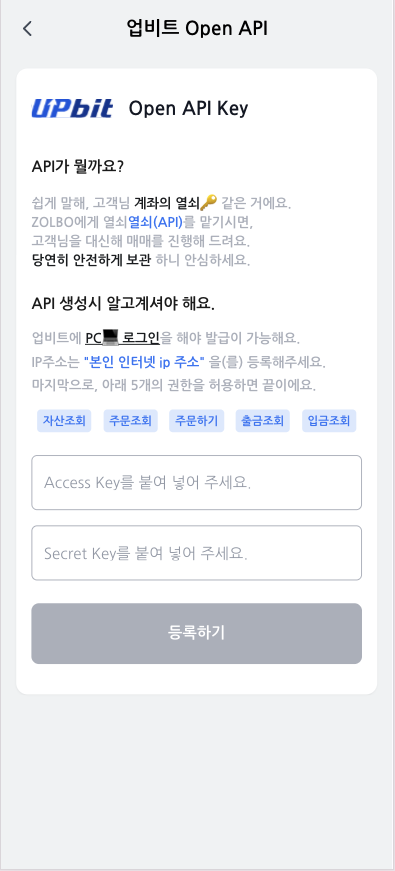 업비트 Open API
UPbit Open API Key
API가 뭘까요?
쉽게 말해, 고객님 계좌의 열쇠🔑 같은 거에요.
ZOLBO에게 열쇠열쇠(API)를 맡기시면,
고객님을 대신해 매매를 진행해 드려요.
당연히 안전하게 보관 하니 안심하세요.
API 생성시 알고계셔야 해요.
업비트에 PC💻 로그인을 해야 발급이 가능해요.
IP주소는 "본인 인터넷 ip 주소" 을(를) 등록해주세요.
마지막으로, 아래 5개의 권한을 허용하면 끝이에요.
자산조회 주문조회 주문하기 출금조회 입금조회
Access Key를 붙여 넣어 주세요.
Secret Key를 붙여 넣어 주세요.
등록하기